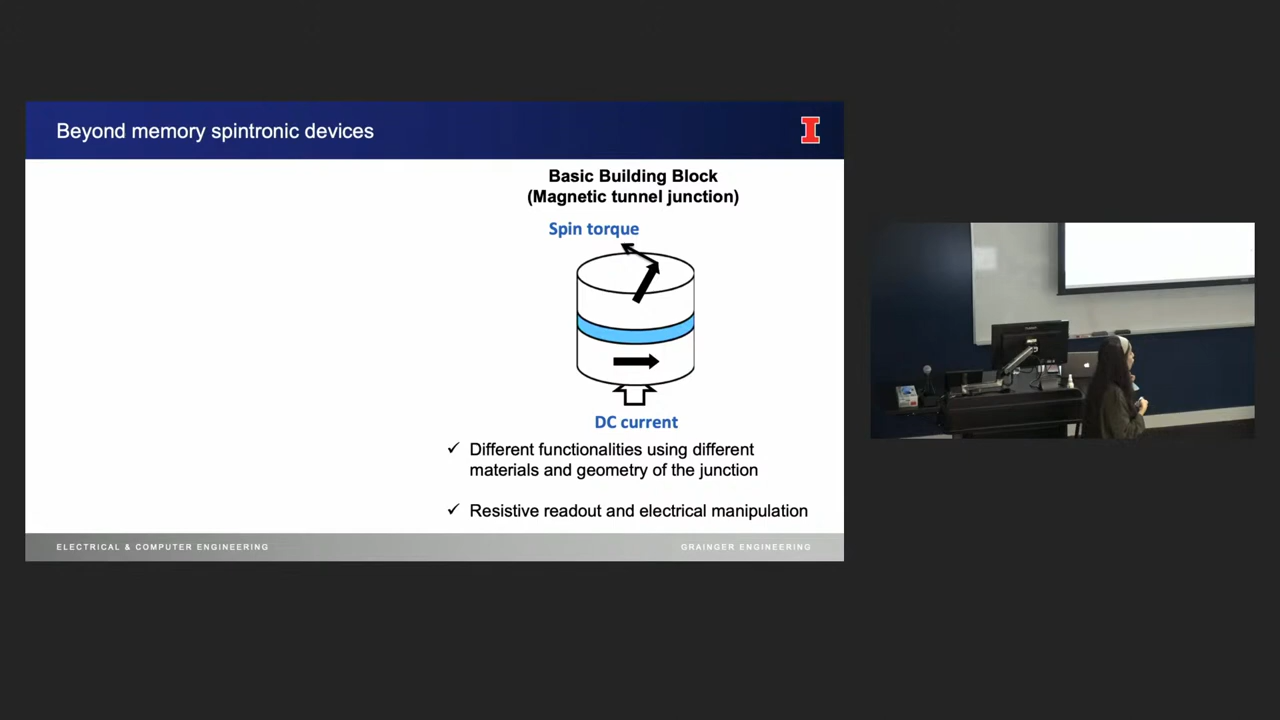 Beyond memory spintronic devices
Basic Building Block
(Magnetic tunnel junction)
Spin torque
DC current
✓ Different functionalities using different
materials and geometry of the junction
✓ Resistive readout and electrical manipulation
ELECTRICAL & COMPUTER ENGINEERING
GRAINGER ENGINEERING